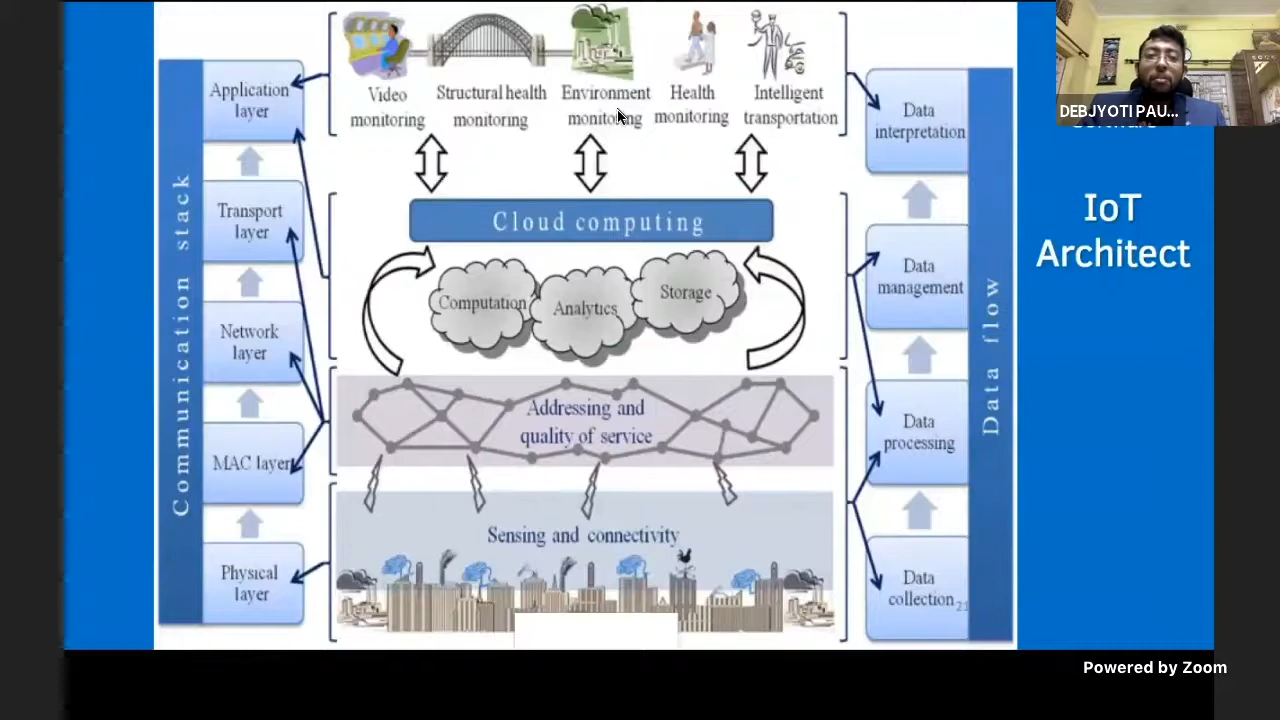 Communication stack
Application
layer
Transport
layer
Network
layer
MAC layer
Physical
layer
Video
monitoring
Structural health
monitoring
Environment
monitoring
Health
monitoring
Intelligent
transportation
Cloud computing
Computation
Analytics
Storage
Addressing and
quality of service
Sensing and connectivity
Data
interpretation
Data
management
Data
processing
Data
collection
21
Data flow
DEBJYOTI PAU...
IoT
Architect
Powered by Zoom